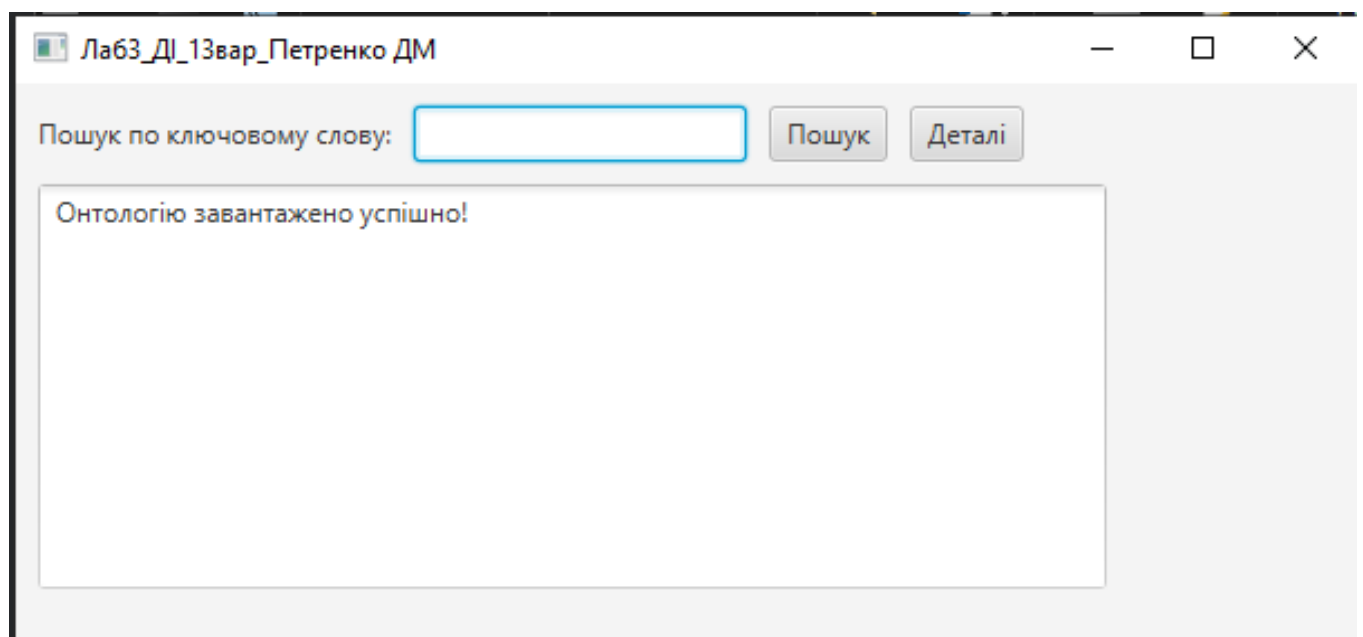 Лаб3_ДІ_13вар_Петренко ДМ
Пошук по ключовому слову: Пошук Деталі
Онтологію завантажено успішно!